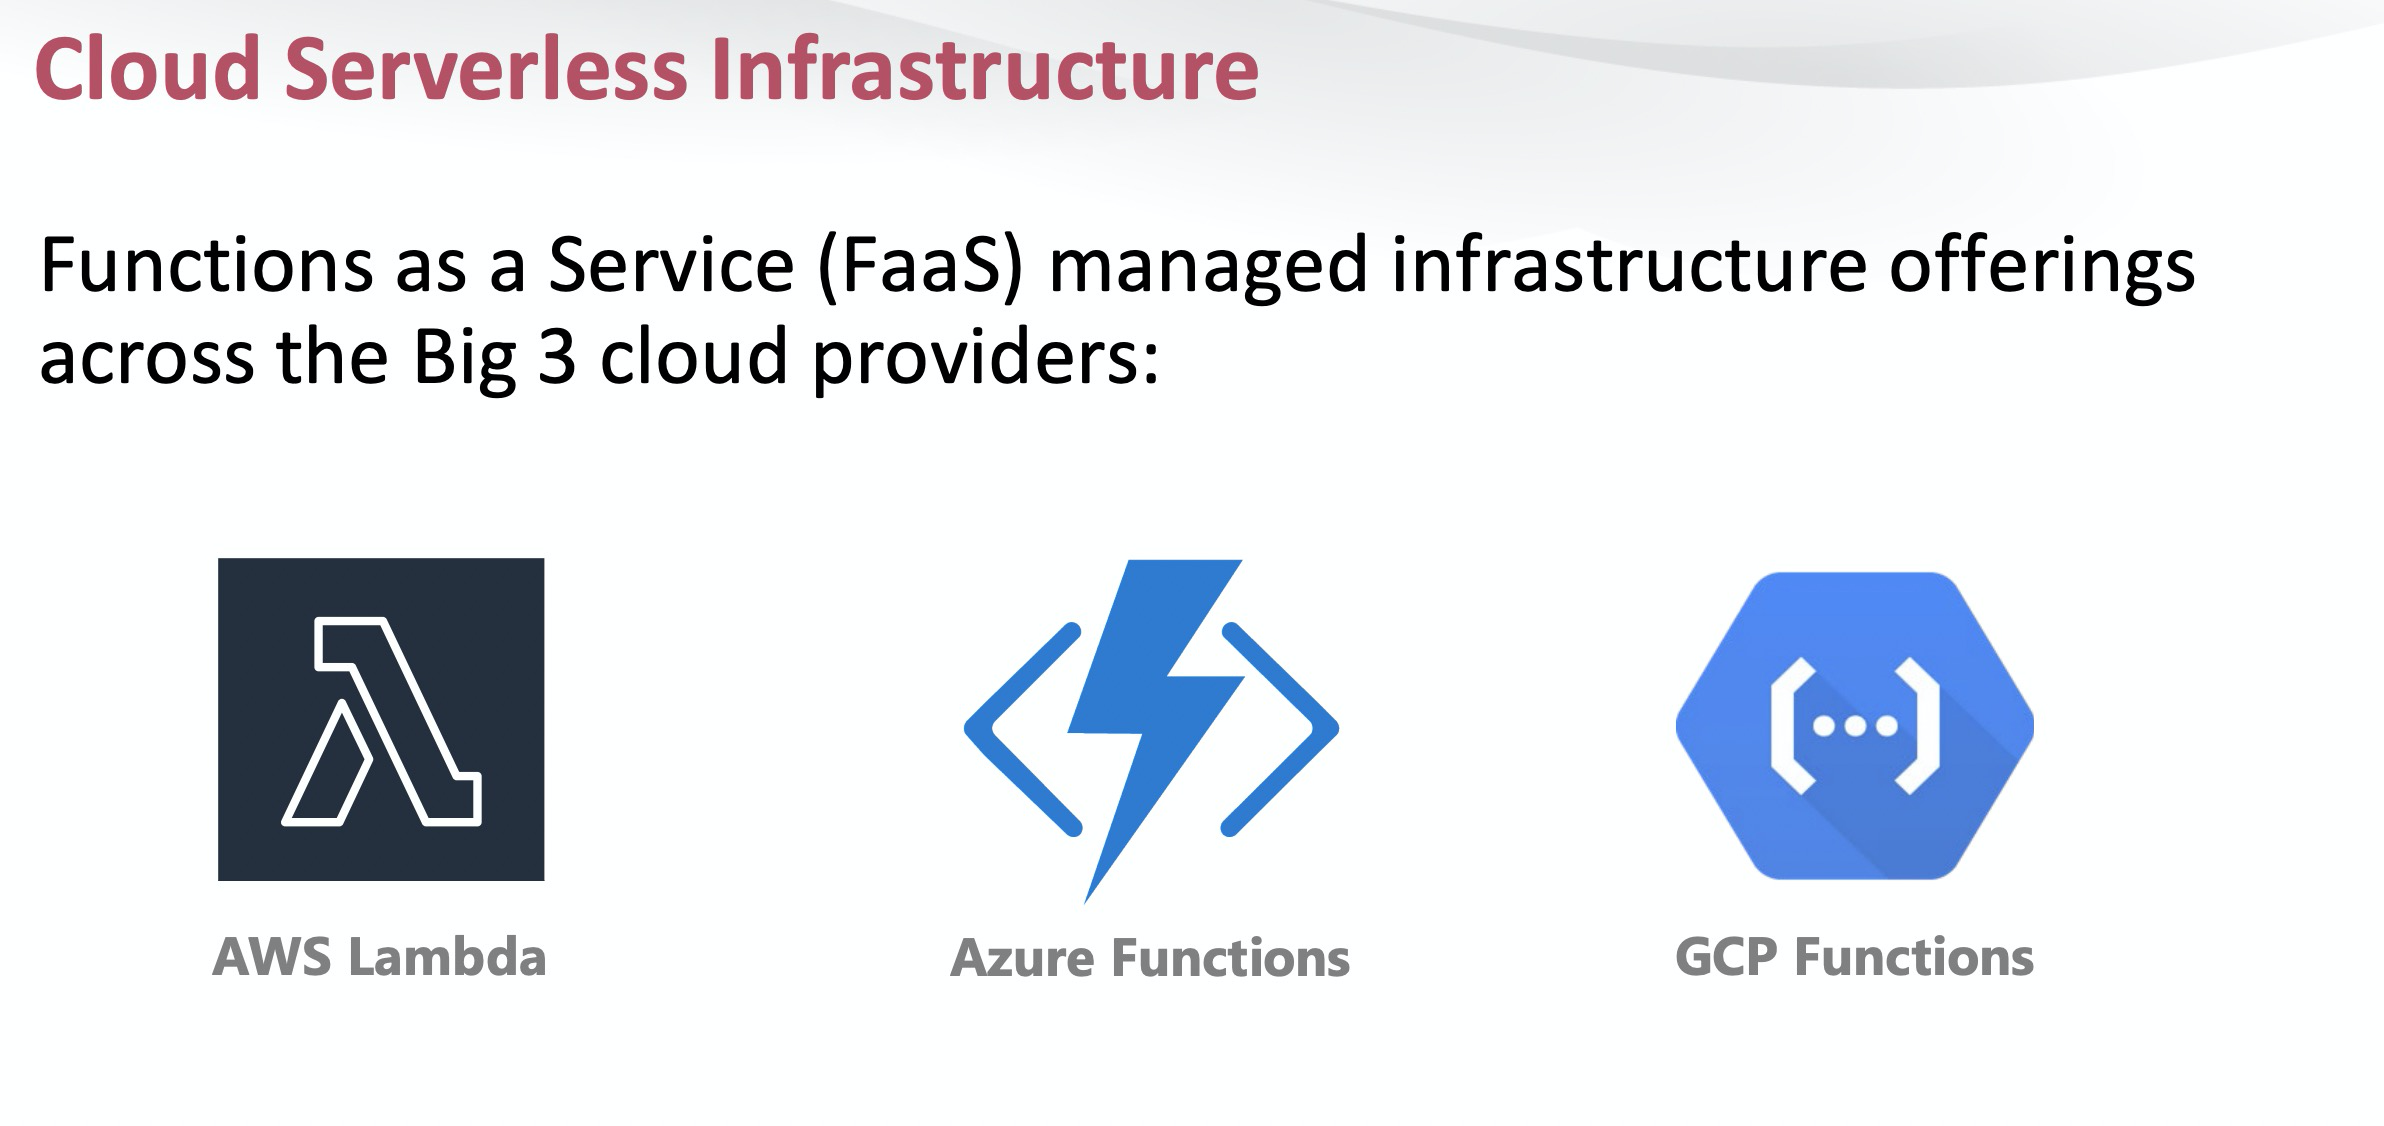 Cloud Serverless Infrastructure
Functions as a Service (FaaS) managed infrastructure offerings
across the Big 3 cloud providers:
AWS Lambda
Azure Functions
GCP Functions